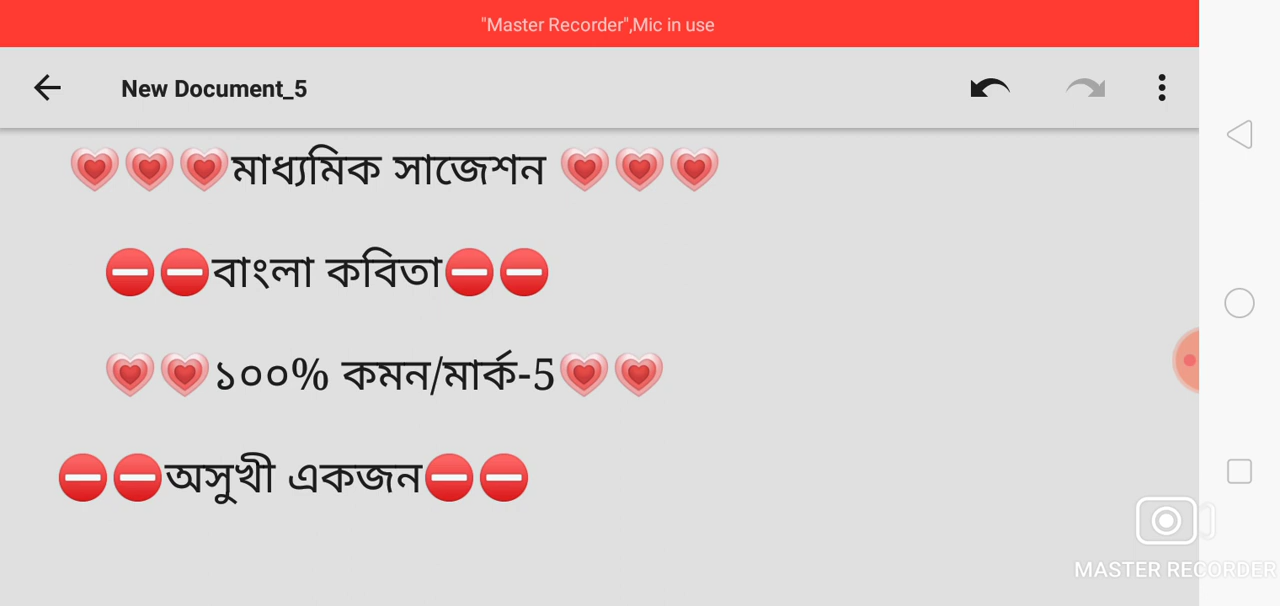 "Master Recorder",Mic in use
New Document_5
💗💗💗মাধ্যমিক সাজেশন 💗💗💗
⛔⛔বাংলা কবিতা⛔⛔
💗💗১০০% কমন/মার্ক-5💗💗
⛔⛔অসুখী একজন⛔⛔
MASTER RECORDER